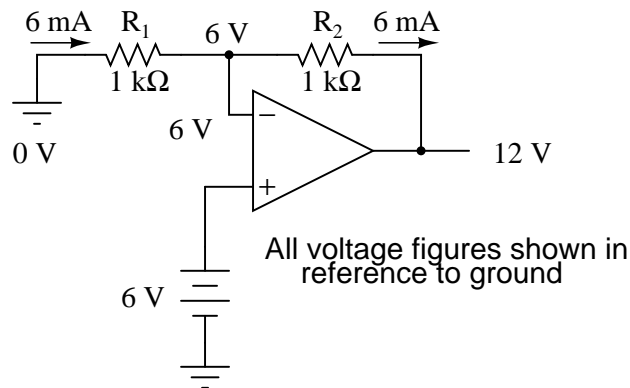 6 mA
R₁
6 V
R₂
6 mA
1 kΩ
1 kΩ
0 V
6 V
−
+
12 V
6 V
All voltage figures shown in
reference to ground